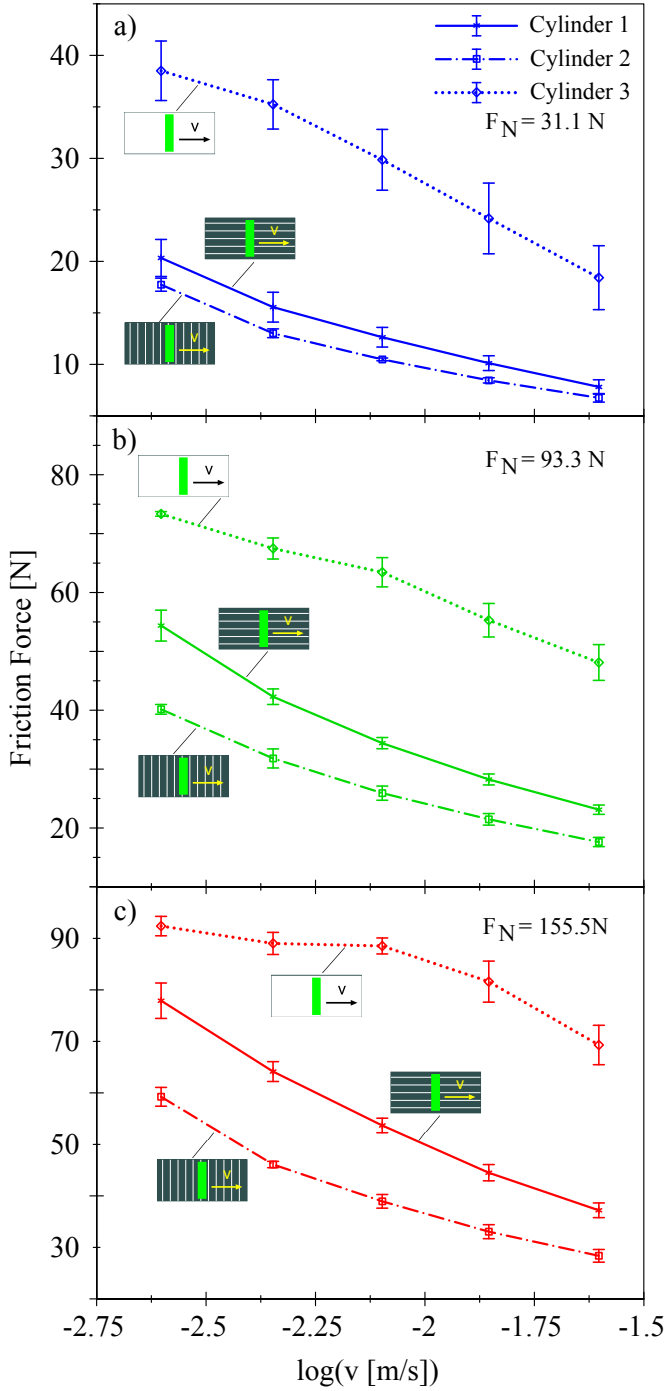 a)
Cylinder 1
Cylinder 2
Cylinder 3
F_N = 31.1 N
40
30
20
10
v
v
v
b)
F_N = 93.3 N
80
60
40
20
v
v
v
Friction Force [N]
c)
F_N = 155.5N
90
70
50
30
v
v
v
-2.75 -2.5 -2.25 -2 -1.75 -1.5
log(v [m/s])